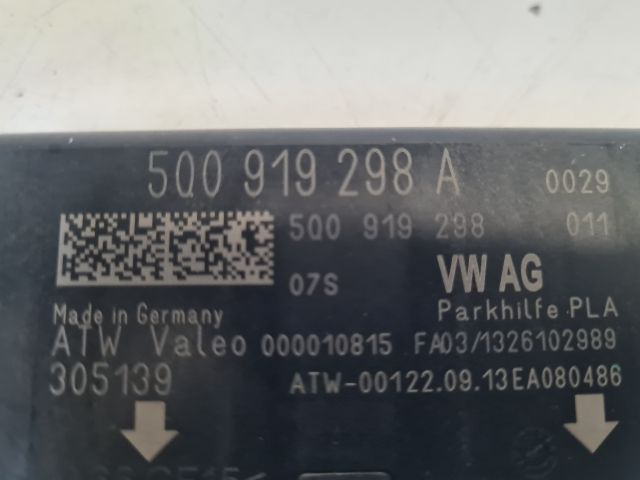 5Q0 919 298 A 0029
5Q0 919 298 011
07S VW AG
Made in Germany Parkhilfe PLA
ATW Valeo 000010815 FA03/1326102989
305139 ATW-00122.09.13EA080486